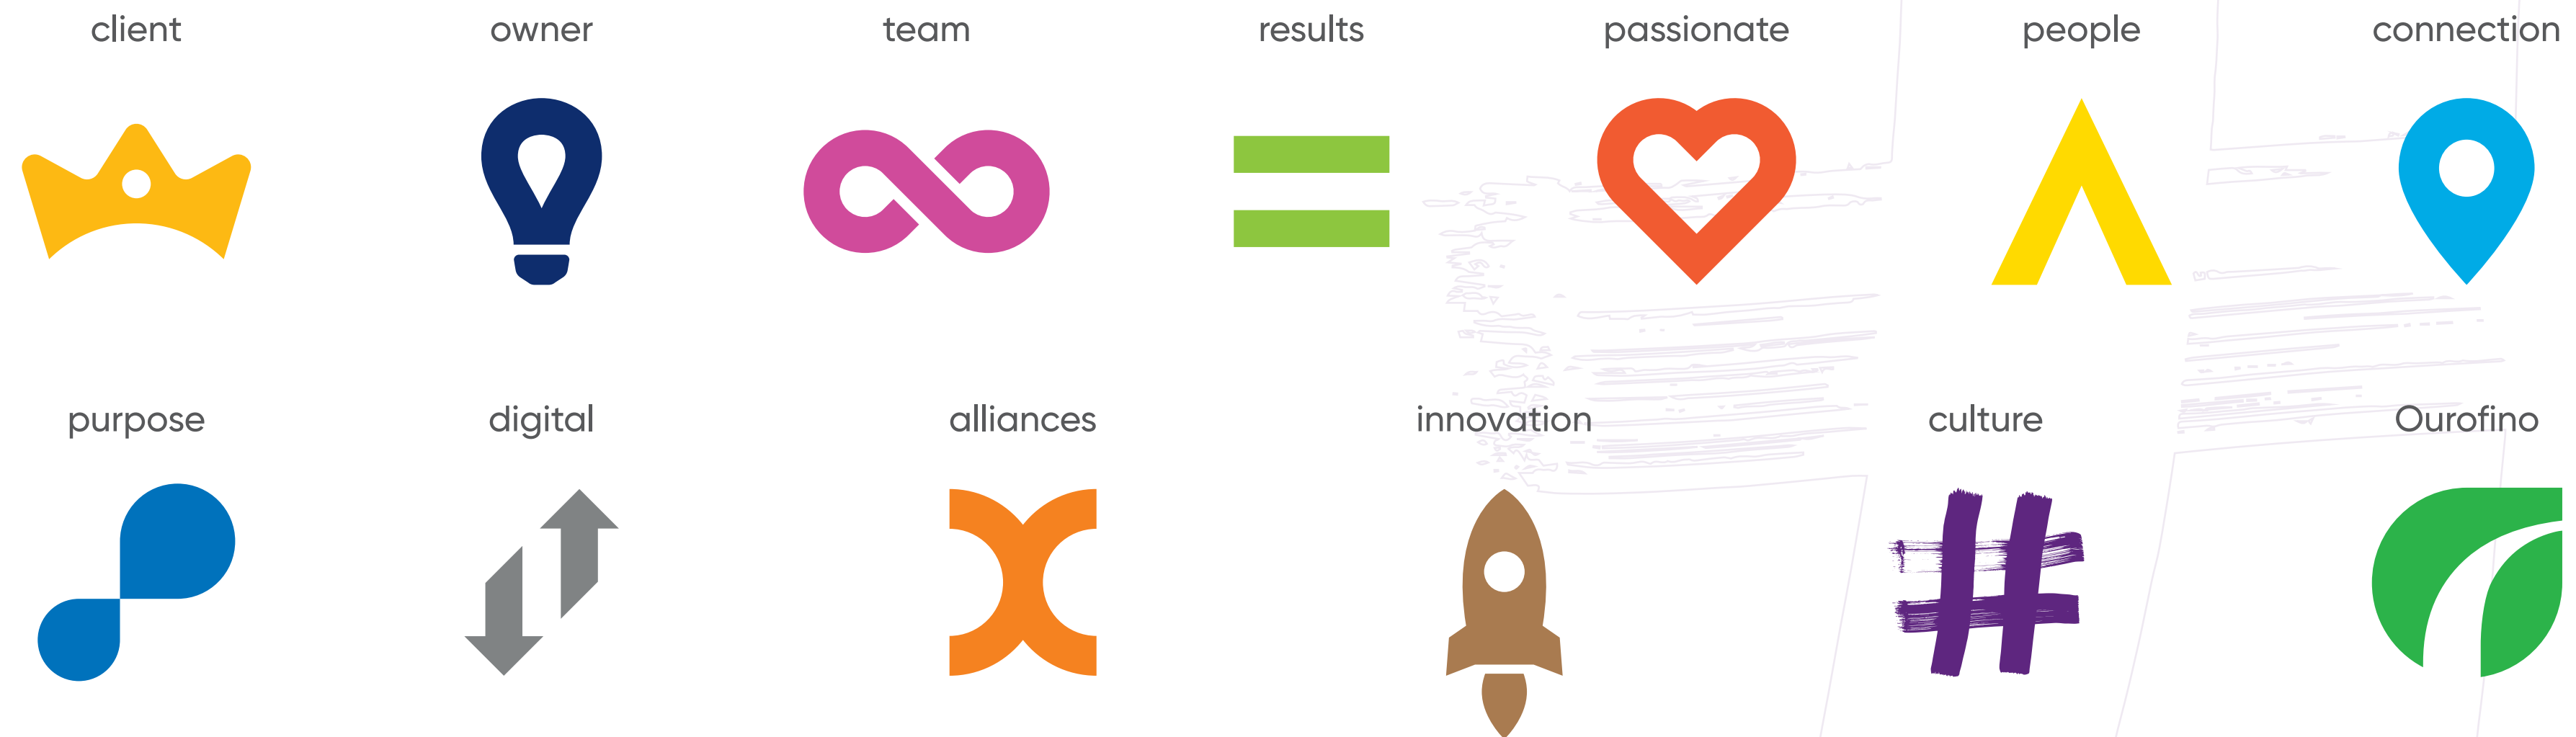 client owner team results passionate people connection
purpose digital alliances innovation culture Ourofino